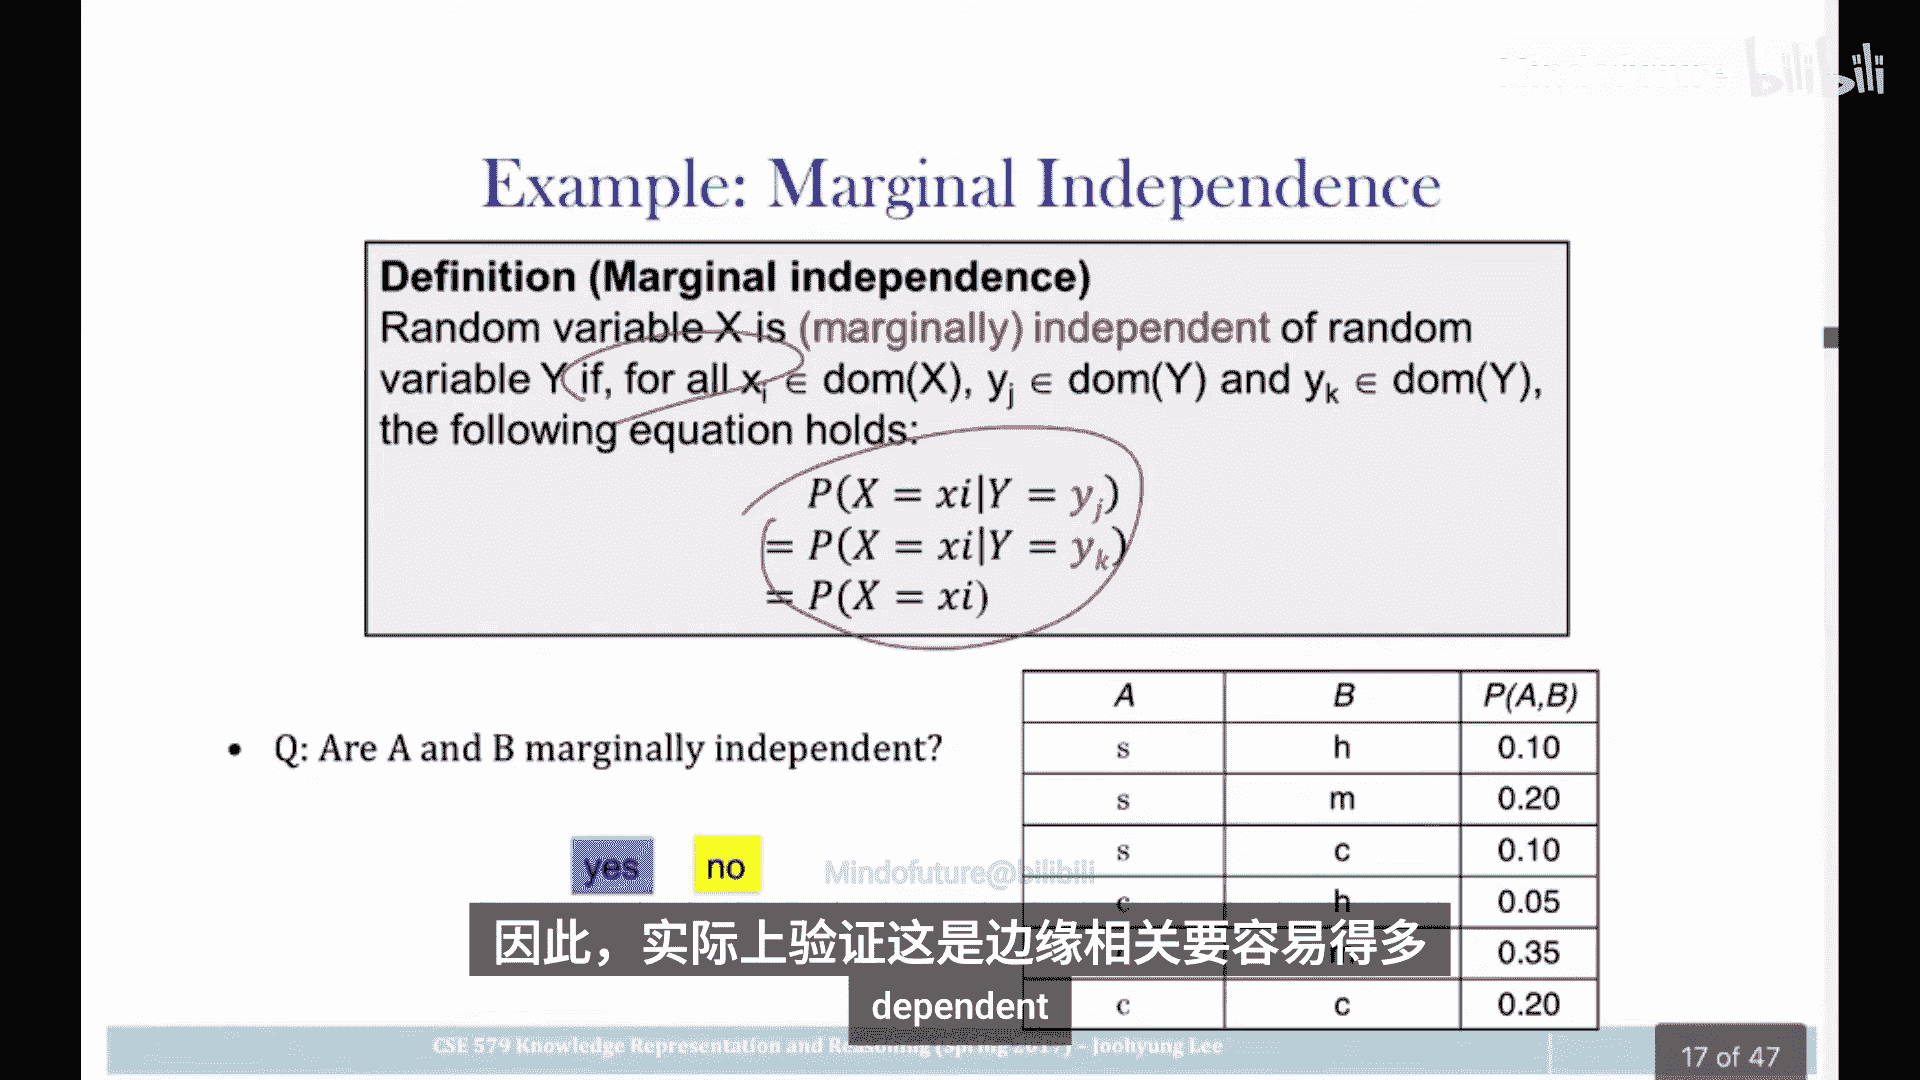 bilibili
Example: Marginal Independence
Definition (Marginal independence)
Random variable X is (marginally) independent of random
variable Y if, for all xᵢ ∈ dom(X), yⱼ ∈ dom(Y) and yₖ ∈ dom(Y),
the following equation holds:
P(X = xi|Y = yⱼ)
= P(X = xi|Y = yₖ)
= P(X = xi)
• Q: Are A and B marginally independent?
yes no
Mindofuture@bilibili
A B P(A,B)
s h 0.10
s m 0.20
s c 0.10
c h 0.05
0.35
c c 0.20
因此，实际上验证这是边缘相关要容易得多
dependent
CSE 579 Knowledge Representation and Reasoning (Spring 2017) – Joohyung Lee
17 of 47